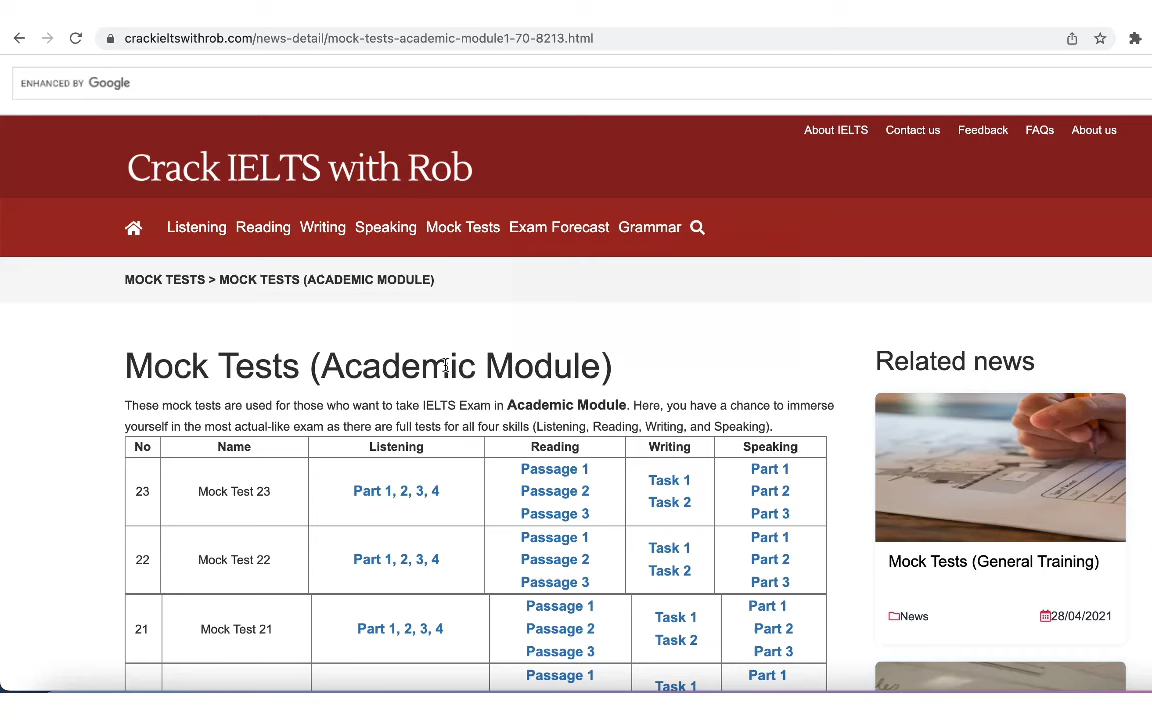 crackieltswithrob.com/news-detail/mock-tests-academic-module1-70-8213.html
ENHANCED BY Google
About IELTS Contact us Feedback FAQs About us
Crack IELTS with Rob
Listening Reading Writing Speaking Mock Tests Exam Forecast Grammar
MOCK TESTS > MOCK TESTS (ACADEMIC MODULE)
Mock Tests (Academic Module)
These mock tests are used for those who want to take IELTS Exam in Academic Module. Here, you have a chance to immerse
yourself in the most actual-like exam as there are full tests for all four skills (Listening, Reading, Writing, and Speaking).
No Name Listening Reading Writing Speaking
23 Mock Test 23 Part 1, 2, 3, 4
Passage 1
Passage 2
Passage 3
Task 1
Task 2
Part 1
Part 2
Part 3
22 Mock Test 22 Part 1, 2, 3, 4
Passage 1
Passage 2
Passage 3
Task 1
Task 2
Part 1
Part 2
Part 3
21 Mock Test 21 Part 1, 2, 3, 4
Passage 1
Passage 2
Passage 3
Task 1
Task 2
Part 1
Part 2
Part 3
Passage 1
Task 1
Part 1
Related news
Mock Tests (General Training)
News 28/04/2021